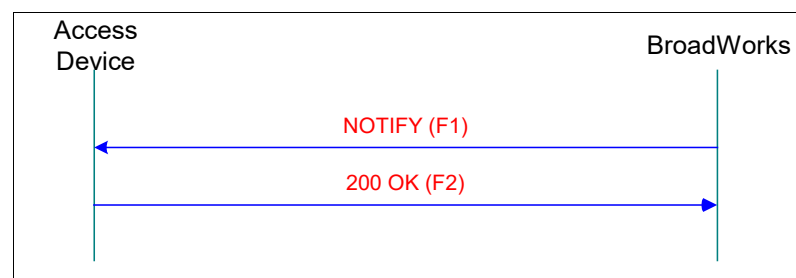 Access
Device
BroadWorks
NOTIFY (F1)
200 OK (F2)